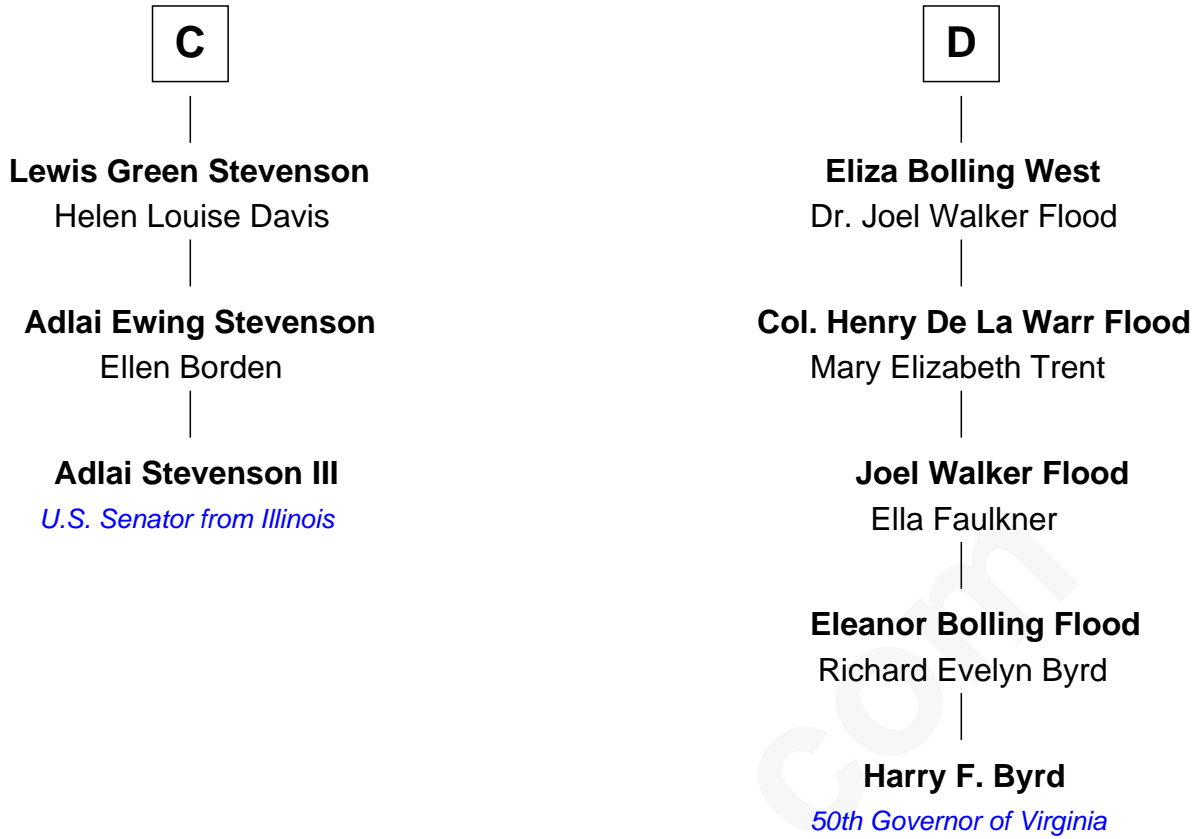 C
Lewis Green Stevenson
Helen Louise Davis
Adlai Ewing Stevenson
Ellen Borden
Adlai Stevenson III
U.S. Senator from Illinois
D
Eliza Bolling West
Dr. Joel Walker Flood
Col. Henry De La Warr Flood
Mary Elizabeth Trent
Joel Walker Flood
Ella Faulkner
Eleanor Bolling Flood
Richard Evelyn Byrd
Harry F. Byrd
50th Governor of Virginia
com